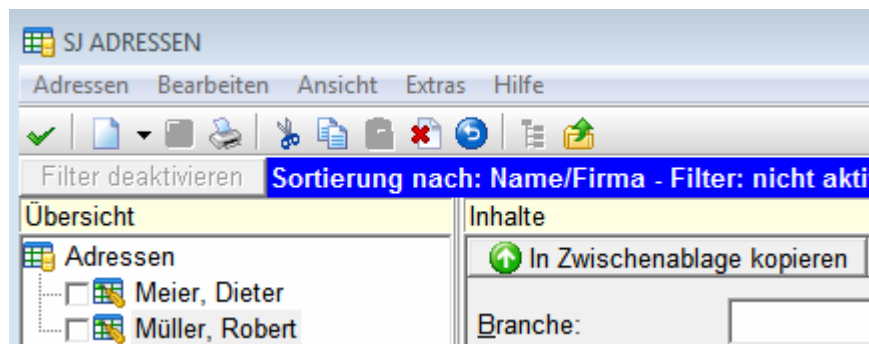 SJ ADRESSEN
Adressen Bearbeiten Ansicht Extras Hilfe
Filter deaktivieren Sortierung nach: Name/Firma - Filter: nicht akti
Übersicht Inhalte
Adressen In Zwischenablage kopieren
Meier, Dieter
Müller, Robert Branche: